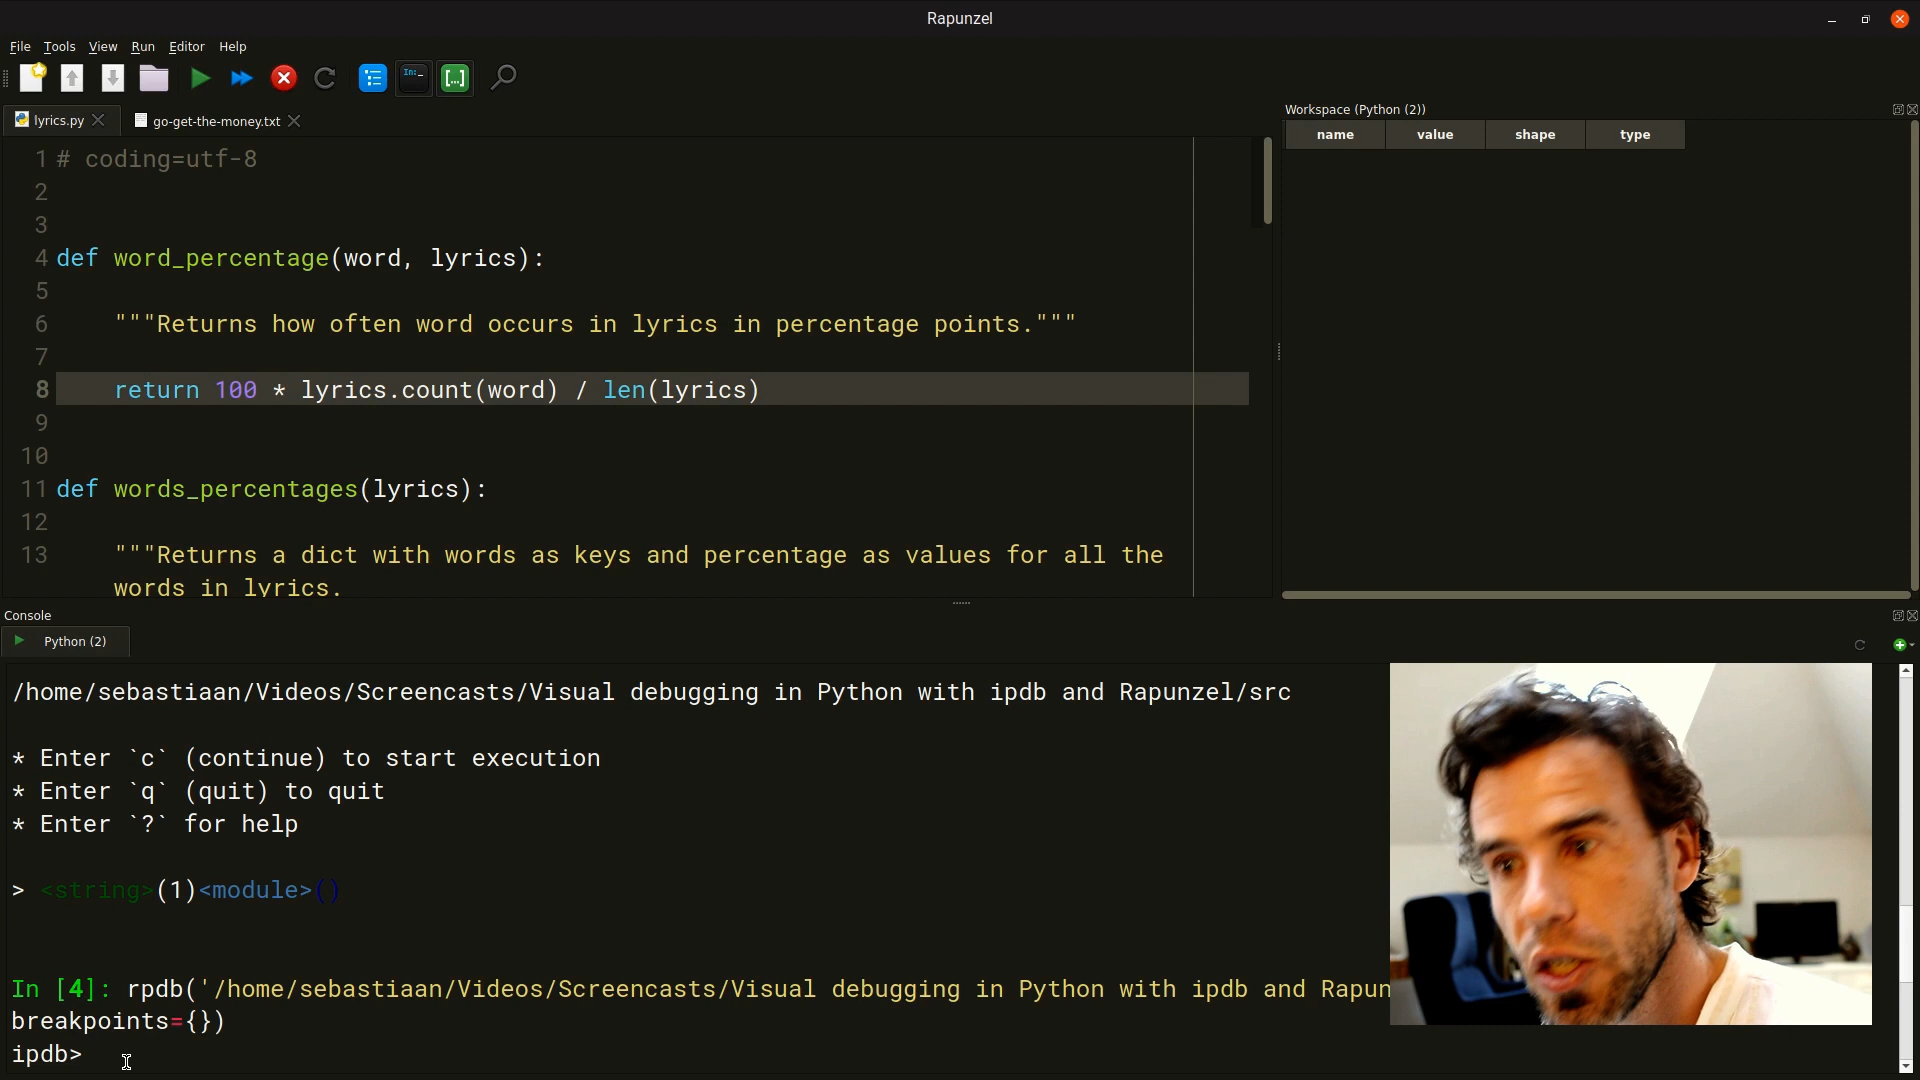 Rapunzel
File Tools View Run Editor Help
In:_
[...]
lyrics.py
go-get-the-money.txt
1 # coding=utf-8
2
3
4 def word_percentage(word, lyrics):
5
6 """Returns how often word occurs in lyrics in percentage points."""
7
8 return 100 * lyrics.count(word) / len(lyrics)
9
10
11 def words_percentages(lyrics):
12
13 """Returns a dict with words as keys and percentage as values for all the
words in lyrics.
Workspace (Python (2))
name value shape type
Console
Python (2)
/home/sebastiaan/Videos/Screencasts/Visual debugging in Python with ipdb and Rapunzel/src
* Enter `c` (continue) to start execution
* Enter `q` (quit) to quit
* Enter `?` for help
> <string>(1)<module>()
In [4]: rpdb('/home/sebastiaan/Videos/Screencasts/Visual debugging in Python with ipdb and Rapun
breakpoints={})
ipdb>